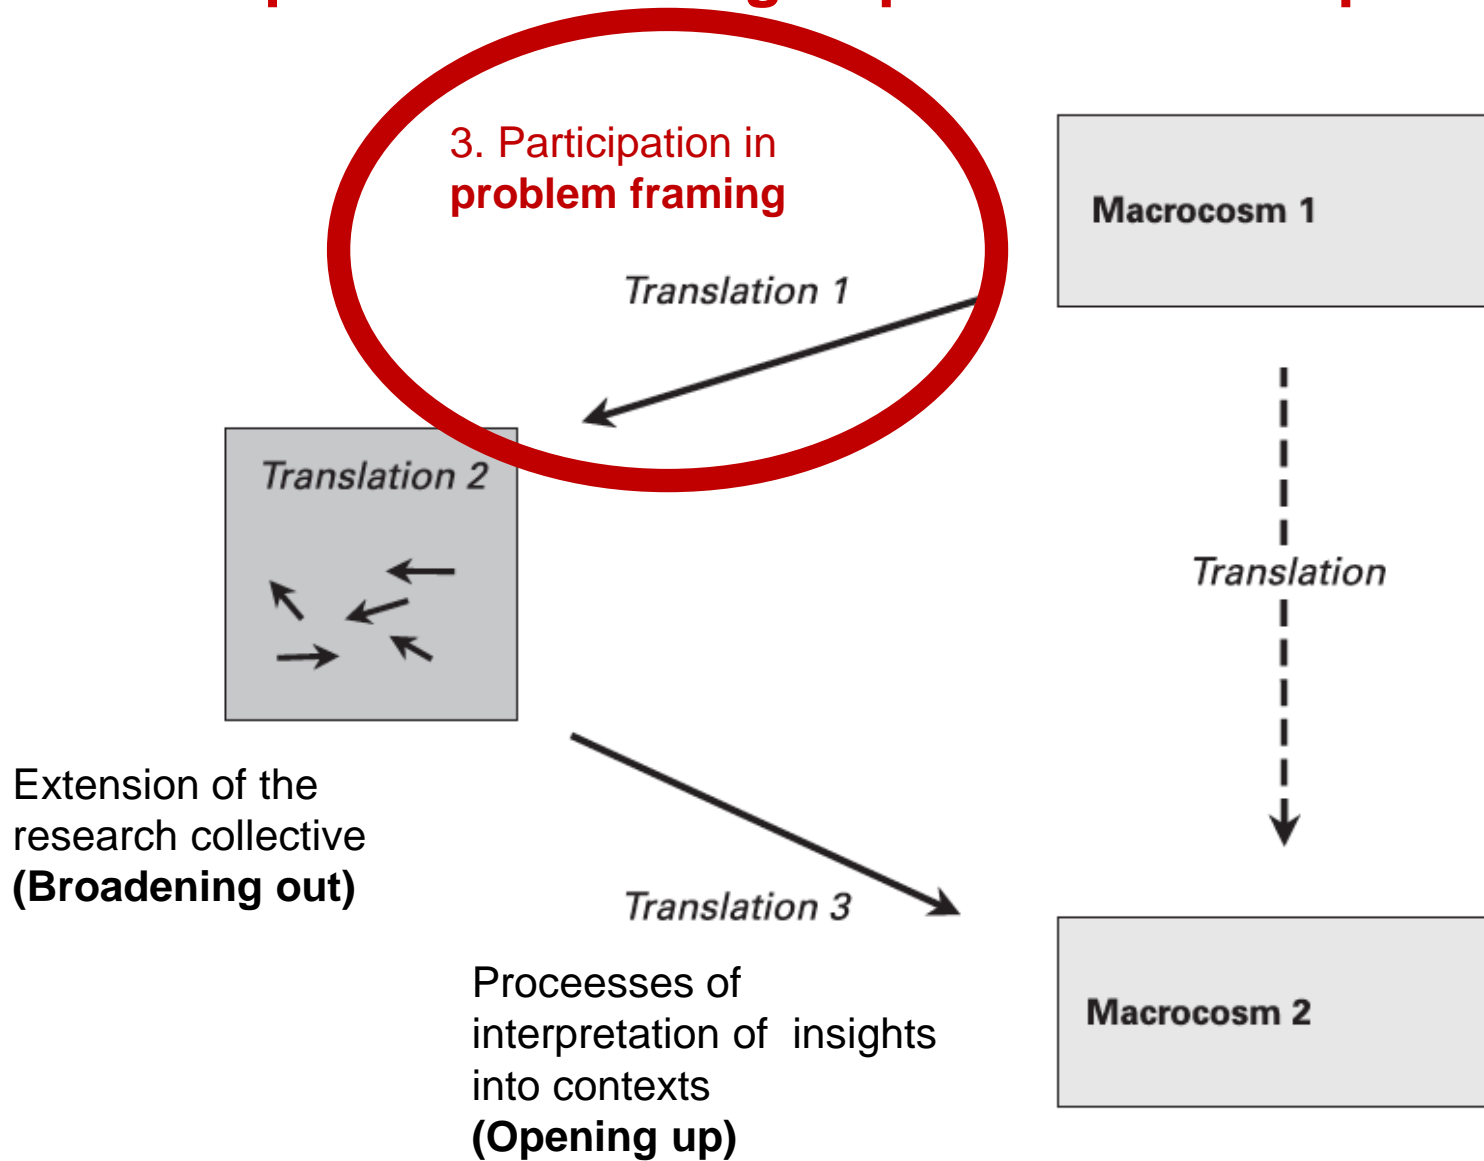 3. Participation in
problem framing
Macrocosm 1
Translation 1
Translation 2
Translation
Extension of the
research collective
(Broadening out)
Translation 3
Proceesses of
interpretation of insights
into contexts
(Opening up)
Macrocosm 2